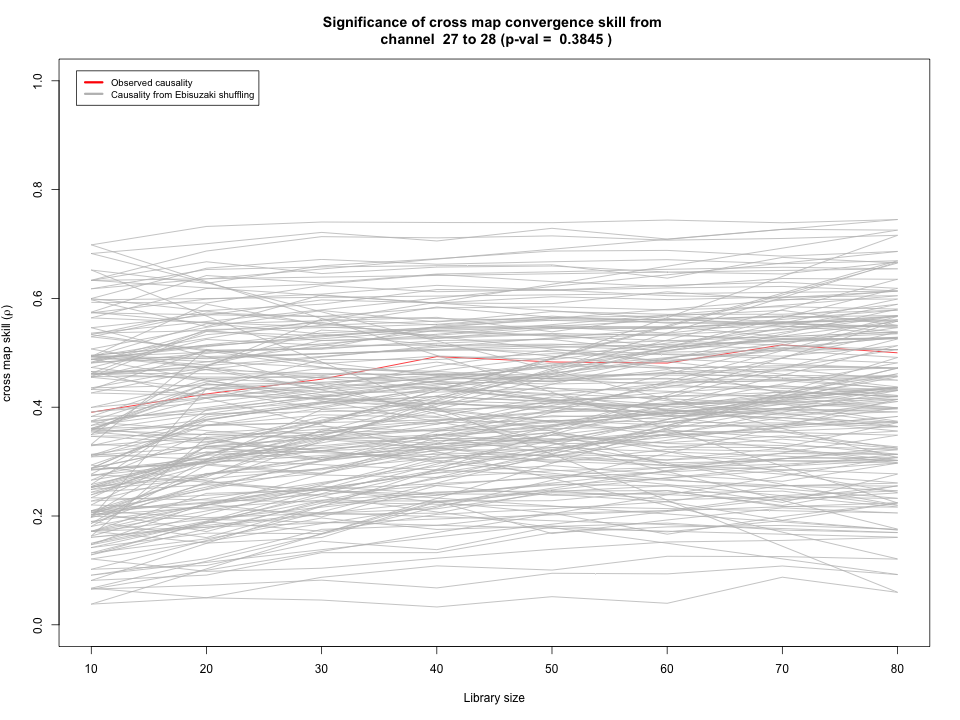 Significance of cross map convergence skill from
channel  27 to 28 (p-val =  0.3845 )
Observed causality
Causality from Ebisuzaki shuffling
cross map skill (ρ)
1.0
0.8
0.6
0.4
0.2
0.0
10 20 30 40 50 60 70 80
Library size